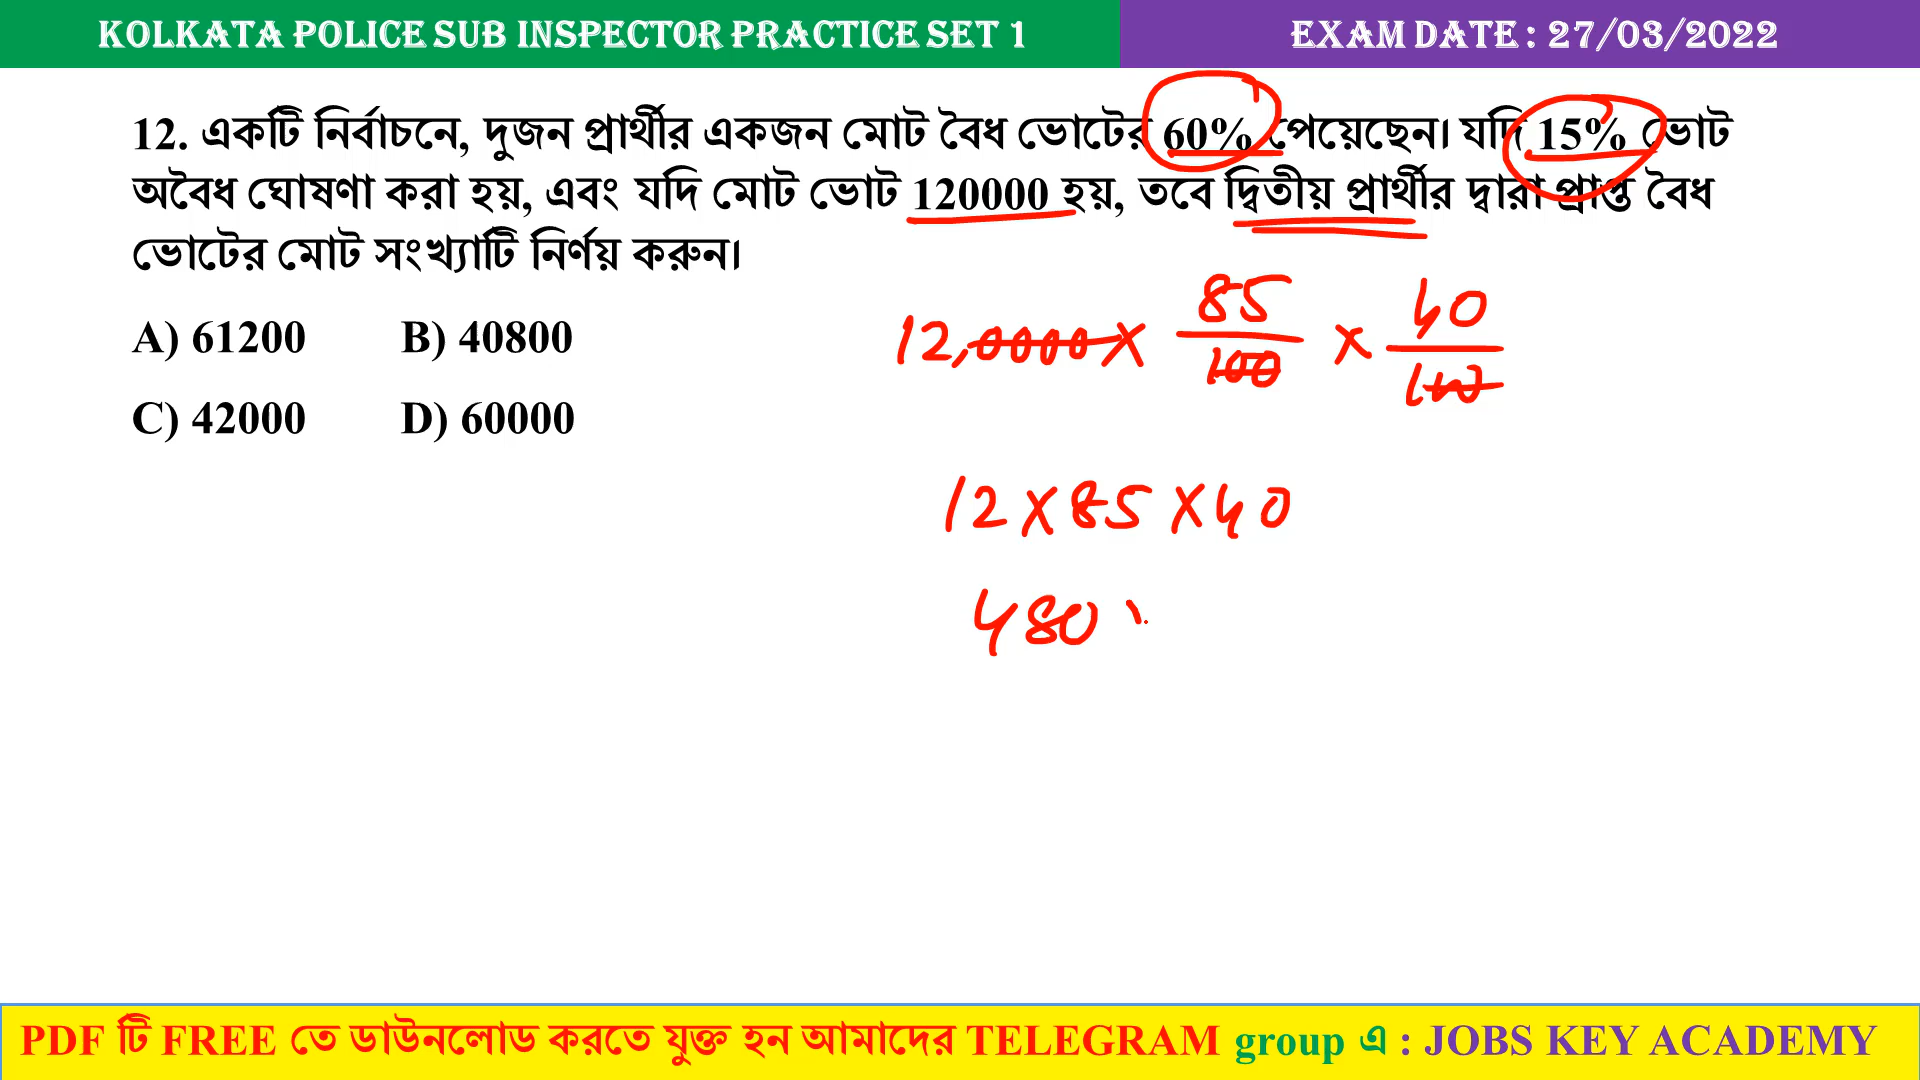 KOLKATA POLICE SUB INSPECTOR PRACTICE SET 1
EXAM DATE : 27/03/2022
12. একটি নির্বাচনে, দুজন প্রার্থীর একজন মোট বৈধ ভোটের 60% পেয়েছেন। যদি 15% ভোট
অবৈধ ঘোষণা করা হয়, এবং যদি মোট ভোট 120000 হয়, তবে দ্বিতীয় প্রার্থীর দ্বারা প্রাপ্ত বৈধ
ভোটের মোট সংখ্যাটি নির্ণয় করুন।
A) 61200 B) 40800
C) 42000 D) 60000
12,0000 × 85/100 × 40/100
12 × 85 × 40
480
PDF টি FREE তে ডাউনলোড করতে যুক্ত হন আমাদের TELEGRAM group এ : JOBS KEY ACADEMY